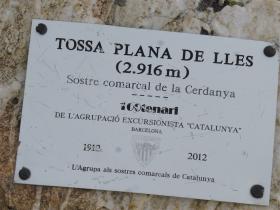 TOSSA PLANA DE LLES
(2.916 m)
Sostre comarcal de la Cerdanya
100tenari
DE L'AGRUPACIÓ EXCURSIONISTA "CATALUNYA"
BARCELONA
1912 2012
L'Agrupa als sostres comarcals de Catalunya